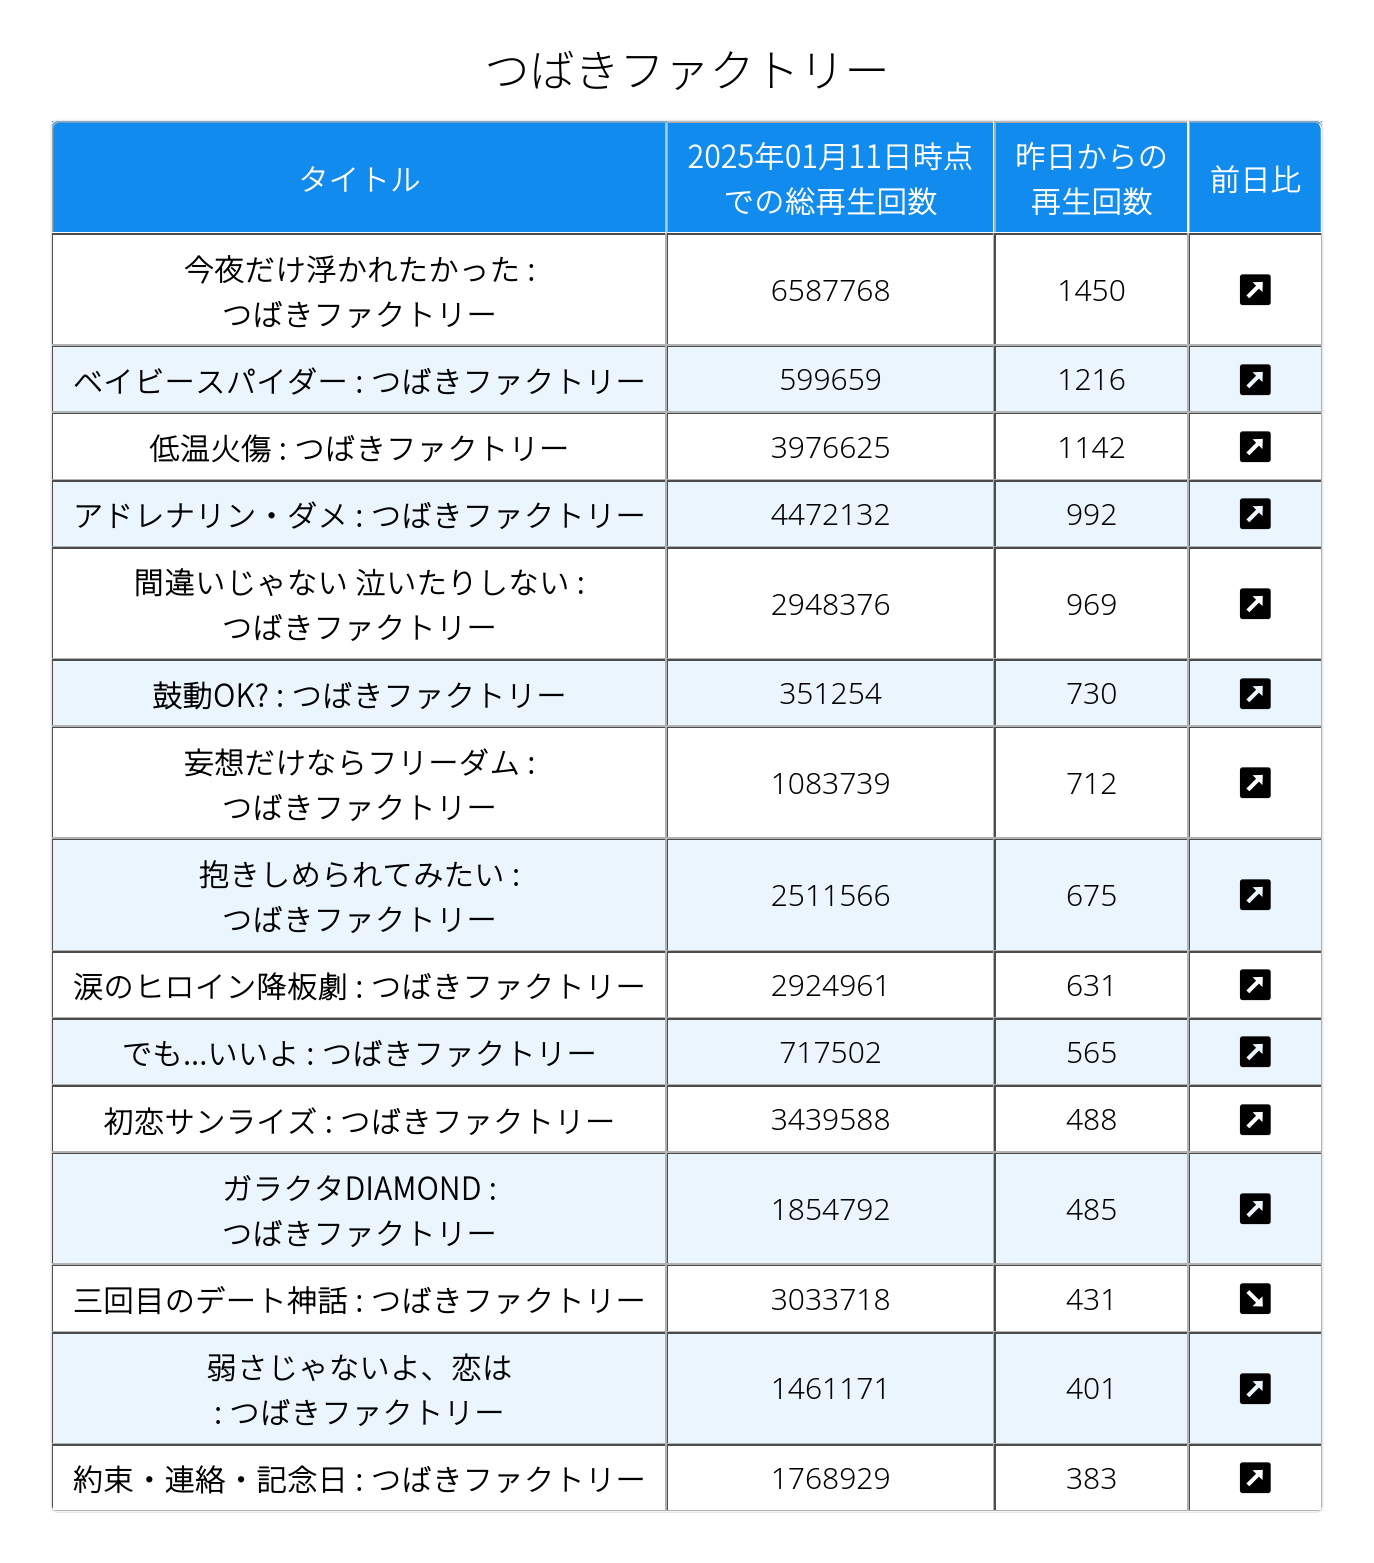 つばきファクトリー
タイトル
2025年01月11日時点
での総再生回数
昨日からの
再生回数
前日比
今夜だけ浮かれたかった :
つばきファクトリー
6587768
1450
ベイビースパイダー : つばきファクトリー
599659
1216
低温火傷 : つばきファクトリー
3976625
1142
アドレナリン・ダメ : つばきファクトリー
4472132
992
間違いじゃない 泣いたりしない :
つばきファクトリー
2948376
969
鼓動OK? : つばきファクトリー
351254
730
妄想だけならフリーダム :
つばきファクトリー
1083739
712
抱きしめられてみたい :
つばきファクトリー
2511566
675
涙のヒロイン降板劇 : つばきファクトリー
2924961
631
でも...いいよ : つばきファクトリー
717502
565
初恋サンライズ : つばきファクトリー
3439588
488
ガラクタDIAMOND :
つばきファクトリー
1854792
485
三回目のデート神話 : つばきファクトリー
3033718
431
弱さじゃないよ、恋は
: つばきファクトリー
1461171
401
約束・連絡・記念日 : つばきファクトリー
1768929
383